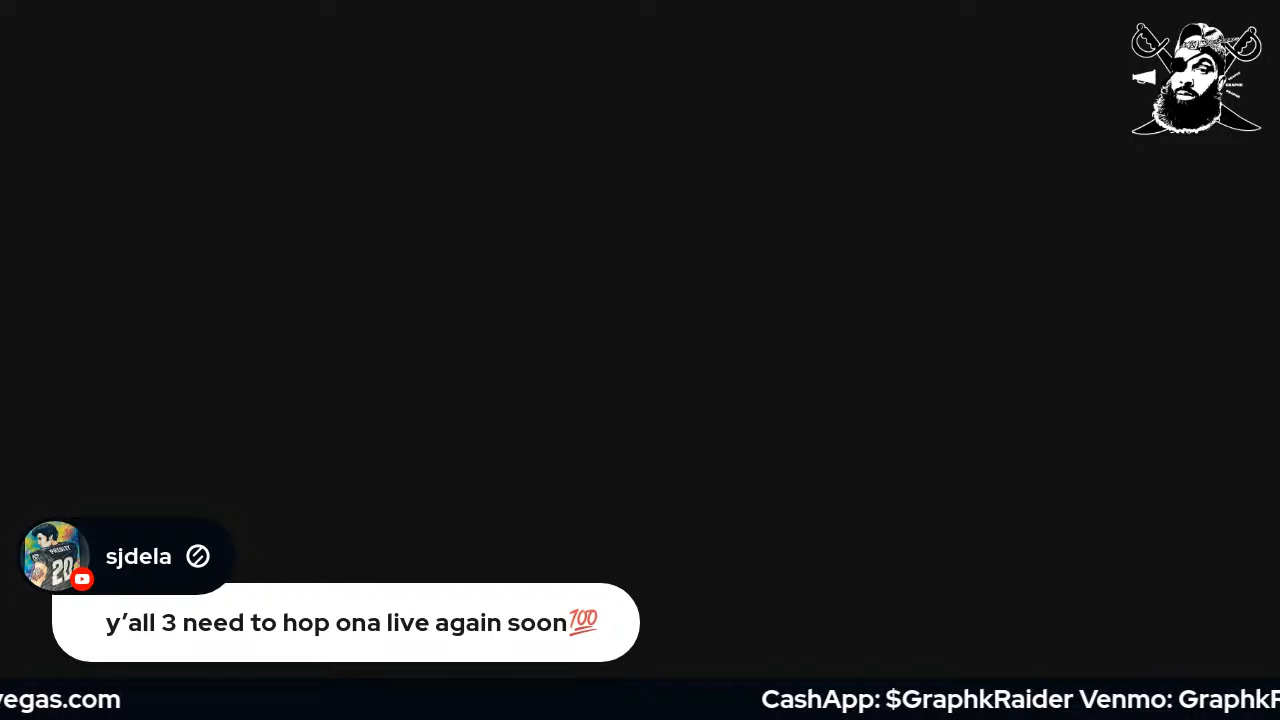 sjdela
y’all 3 need to hop ona live again soon💯
vegas.com CashApp: $GraphkRaider Venmo: GraphkR